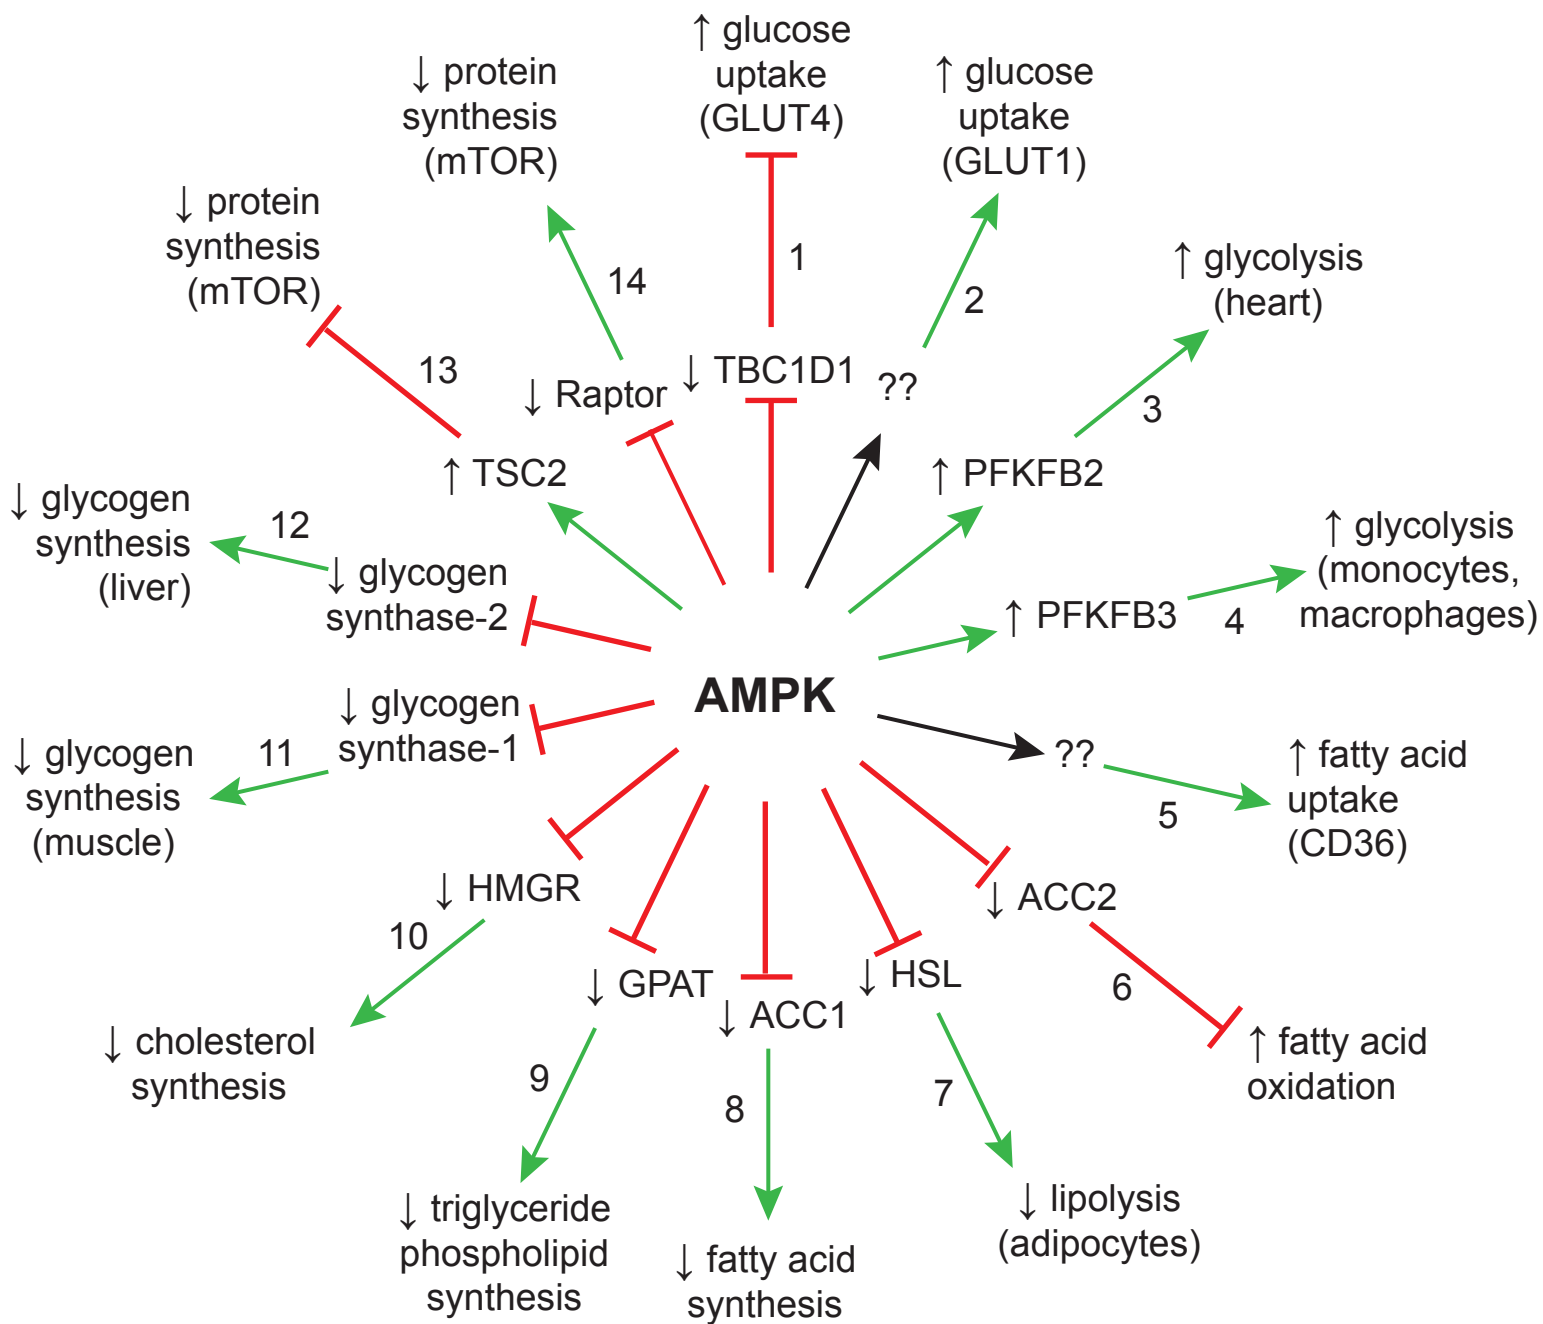 ↑ glucose
uptake
(GLUT4)
1
↓ TBC1D1
↑ glucose
uptake
(GLUT1)
2
??
↑ glycolysis
(heart)
3
↑ PFKFB2
↑ glycolysis
(monocytes,
macrophages)
4
↑ PFKFB3
AMPK
??
5
↑ fatty acid
uptake
(CD36)
↓ ACC2
6
↑ fatty acid
oxidation
↓ HSL
7
↓ lipolysis
(adipocytes)
↓ ACC1
8
↓ fatty acid
synthesis
↓ GPAT
9
↓ triglyceride
phospholipid
synthesis
↓ HMGR
10
↓ cholesterol
synthesis
↓ glycogen
synthase-1
11
↓ glycogen
synthesis
(muscle)
↓ glycogen
synthase-2
12
↓ glycogen
synthesis
(liver)
↑ TSC2
13
↓ protein
synthesis
(mTOR)
↓ Raptor
14
↓ protein
synthesis
(mTOR)